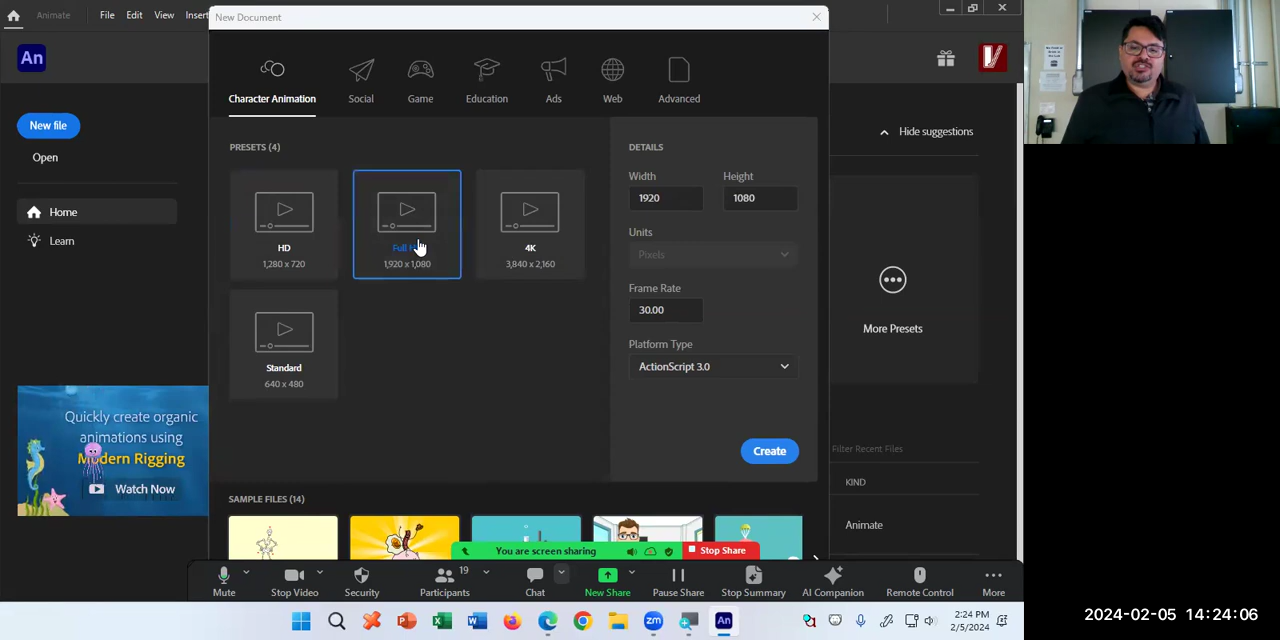 Animate
File
Edit
View
Insert
New Document
An
New file
Open
Home
Learn
Quickly create organic
animations using
Modern Rigging
Watch Now
Character Animation
Social
Game
Education
Ads
Web
Advanced
PRESETS (4)
HD
1,280 x 720
Full
1,920 x 1,080
4K
3,840 x 2,160
Standard
640 x 480
DETAILS
Width
Height
1920
1080
Units
Pixels
Frame Rate
30.00
Platform Type
ActionScript 3.0
Create
SAMPLE FILES (14)
Hide suggestions
More Presets
Filter Recent Files
KIND
Animate
You are screen sharing
Stop Share
Mute
Stop Video
Security
Participants
19
Chat
New Share
Pause Share
Stop Summary
AI Companion
Remote Control
More
zm
An
2:24 PM
2/5/2024
2024-02-05 14:24:06